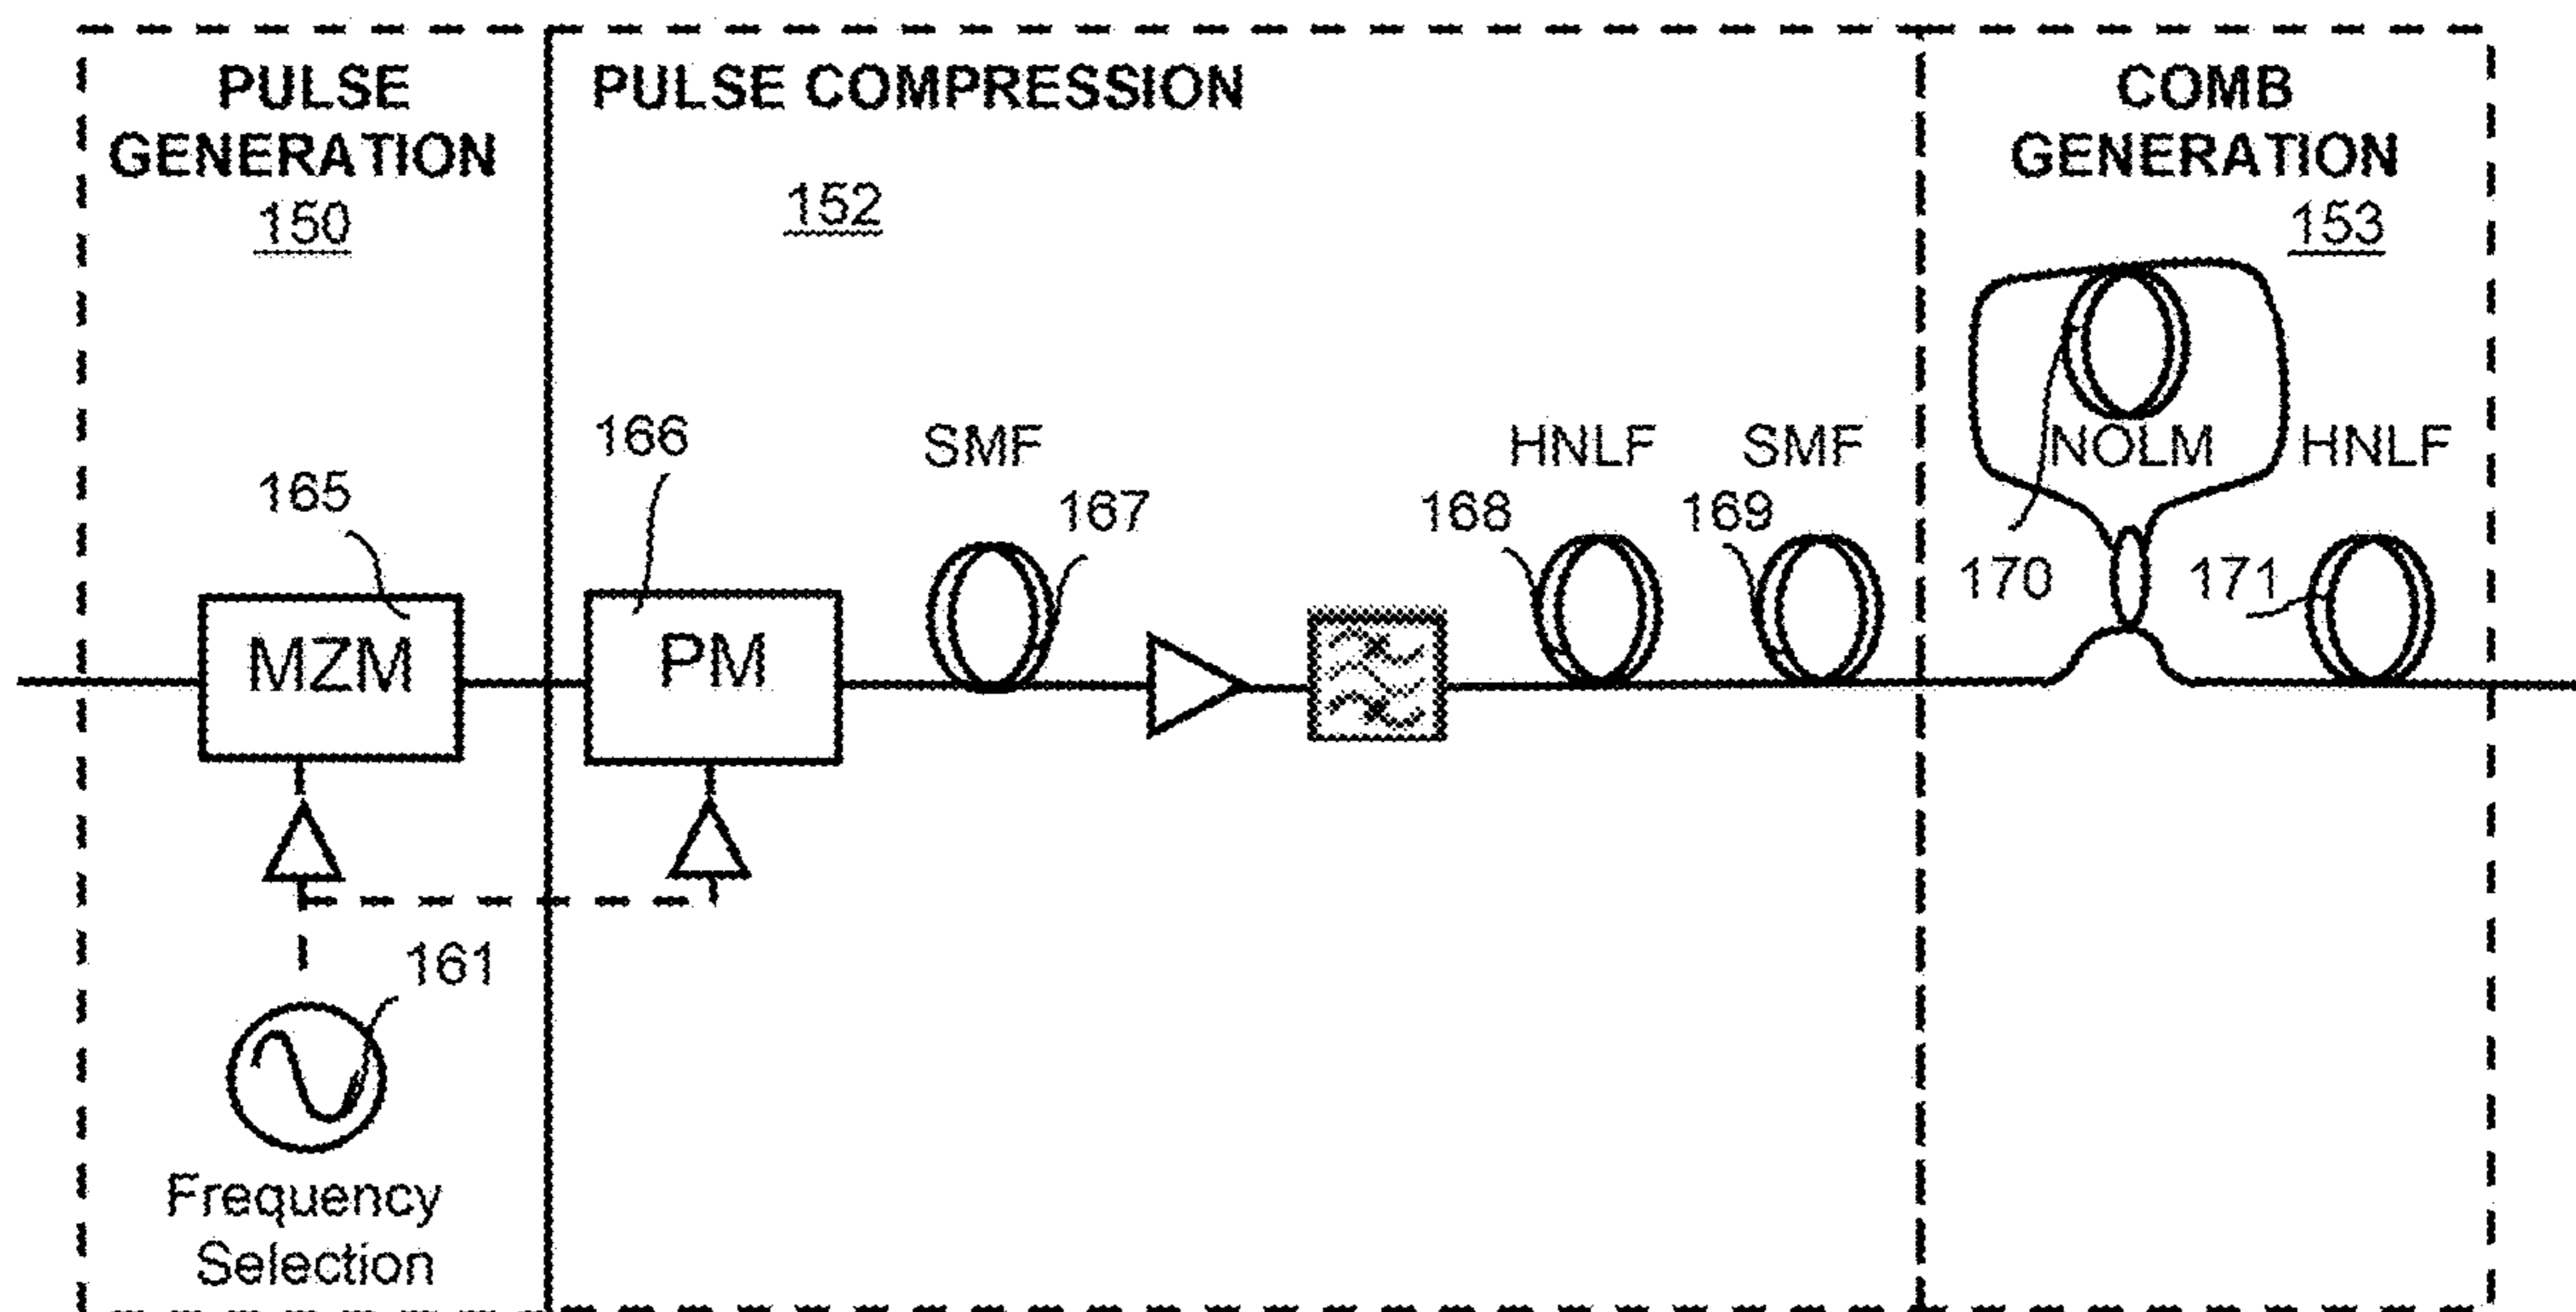 PULSE
GENERATION
150
PULSE COMPRESSION
152
COMB
GENERATION
153
165
MZM
161
Frequency
Selection
166
PM
SMF
167
HNLF
168
SMF
169
NOLM
170
HNLF
171